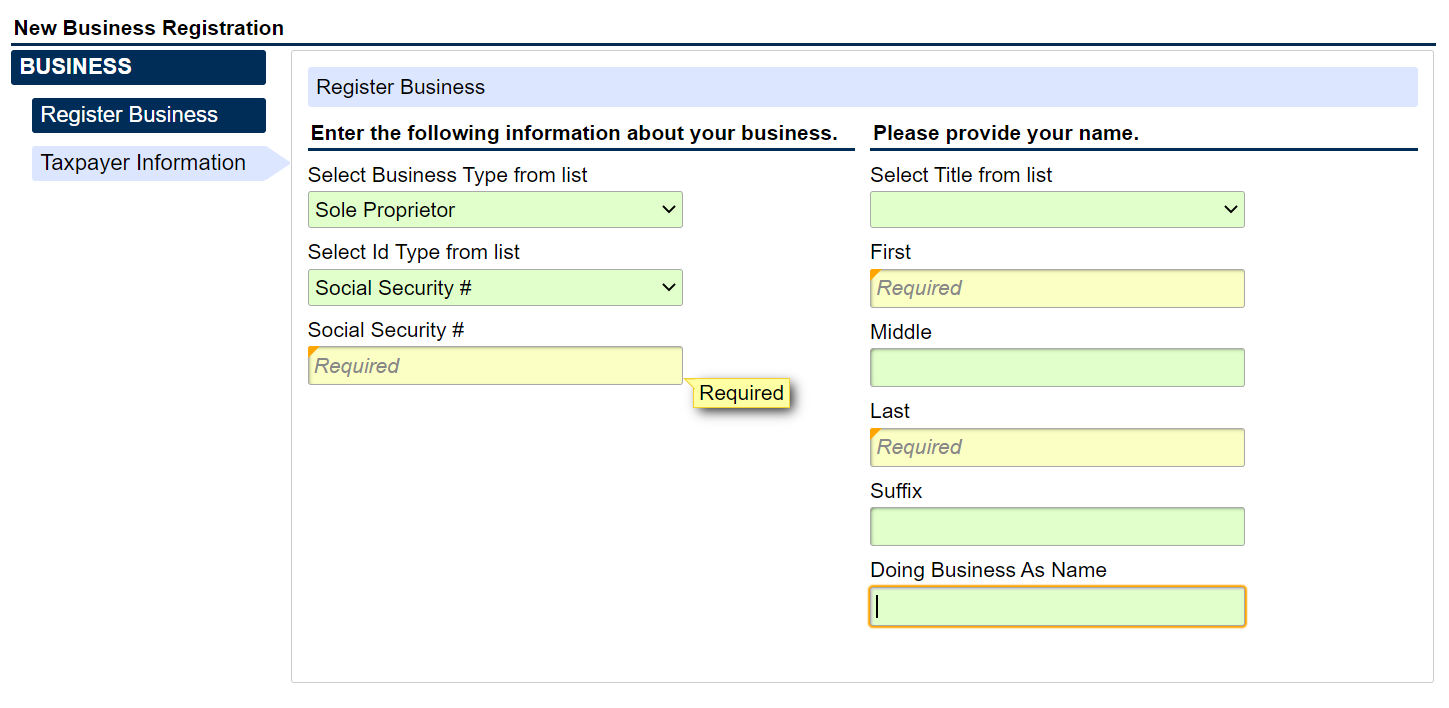 New Business Registration
BUSINESS
Register Business
Taxpayer Information
Register Business
Enter the following information about your business.
Select Business Type from list
Sole Proprietor
Select Id Type from list
Social Security #
Social Security #
Required
Required
Please provide your name.
Select Title from list
First
Required
Middle
Last
Required
Suffix
Doing Business As Name